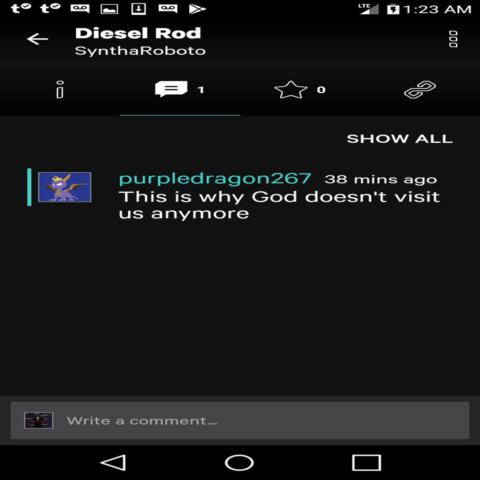 LTE 1:23 AM
Diesel Rod
SynthaRoboto
1
0
SHOW ALL
purpledragon267 38 mins ago
This is why God doesn't visit
us anymore
Write a comment...